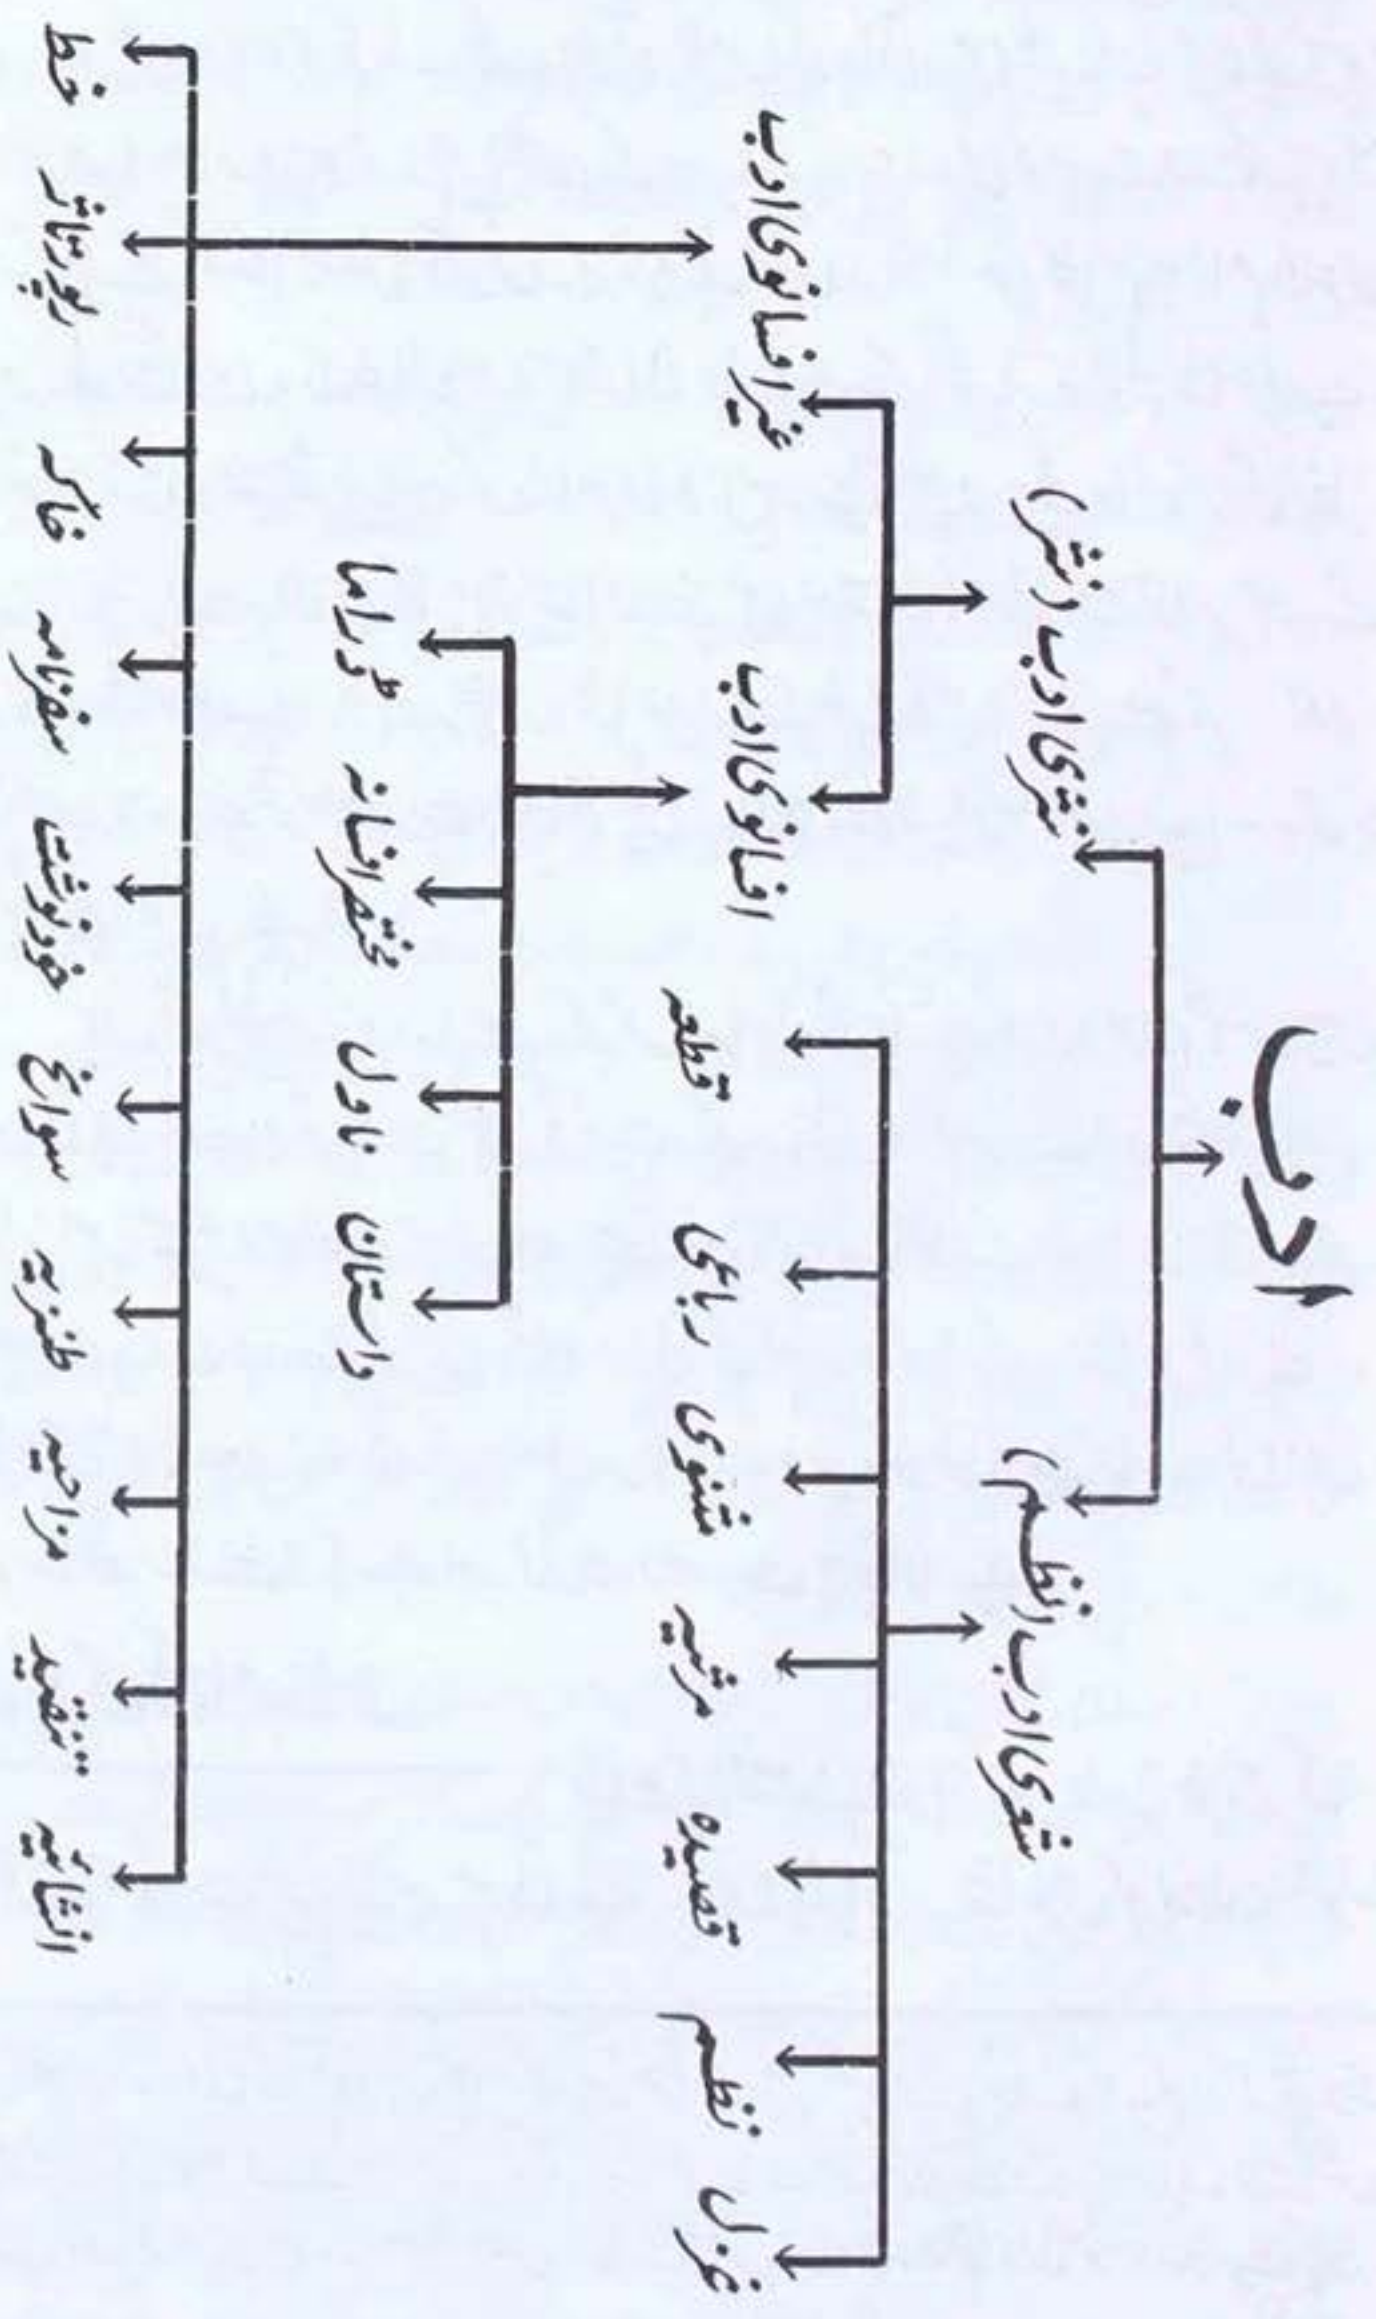 ادب
شعری ادب (نظم) نثری ادب (نثر)
غزل نظم قصیدہ مرثیہ مثنوی رباعی قطعہ
افسانوی ادب غیر افسانوی ادب
داستان ناول مختصر افسانہ ڈراما
انشائیہ تنقید مزاحیہ طنزیہ سوانح خودنوشت سفرنامہ خاکہ رپورتاژ خط